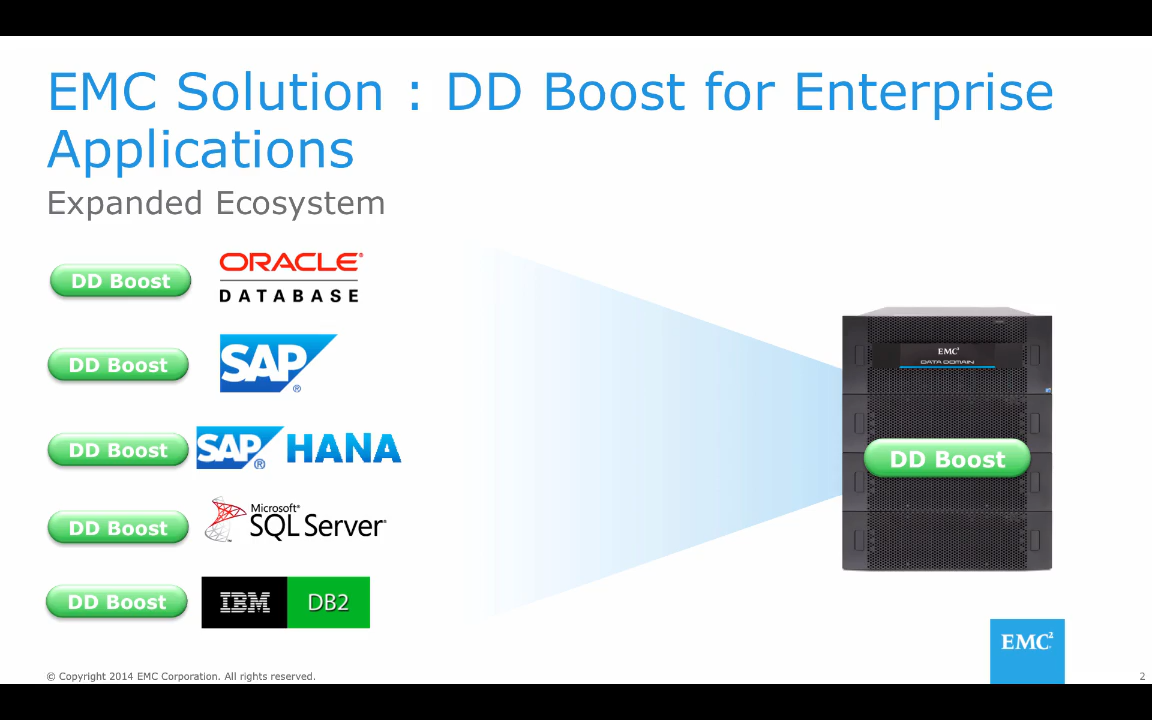 EMC Solution : DD Boost for Enterprise
Applications
Expanded Ecosystem
DD Boost
ORACLE®
DATABASE
DD Boost
SAP®
DD Boost
SAP® HANA
DD Boost
Microsoft®
SQL Server®
DD Boost
IBM DB2
EMC²
DATA DOMAIN
DD Boost
EMC²
© Copyright 2014 EMC Corporation. All rights reserved.
2